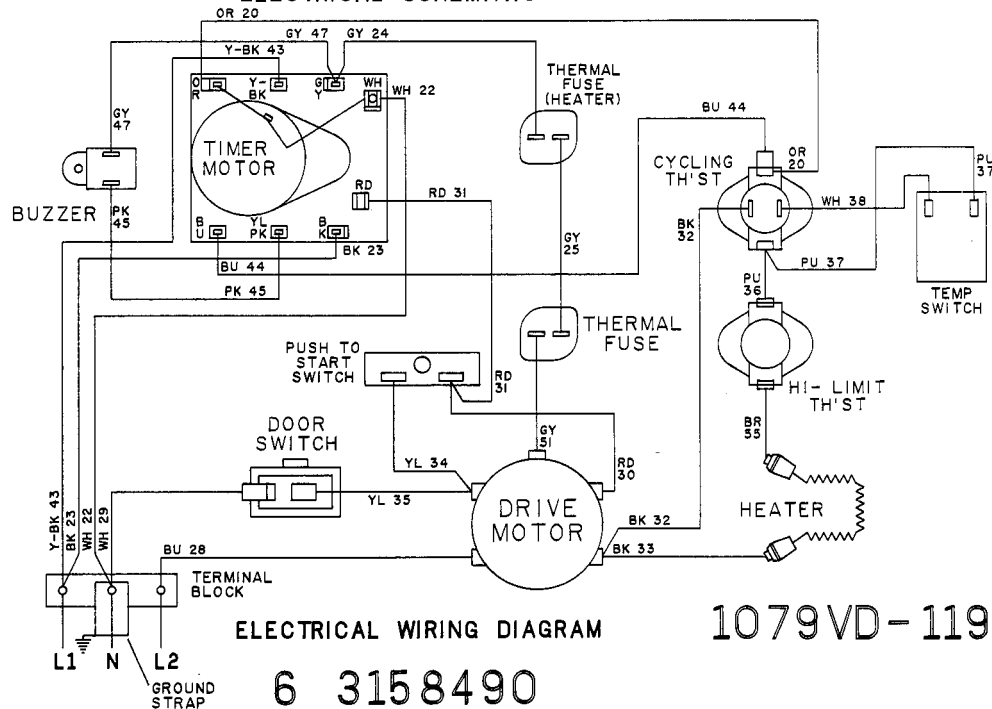 OR 20
GY 47
GY 24
Y-BK 43
O
R
Y-
BK
G
Y
WH
WH 22
THERMAL
FUSE
(HEATER)
BU 44
GY
47
TIMER
MOTOR
CYCLING
TH'ST
OR
20
PU
37
BUZZER
PK
45
RD
RD 31
BK
32
WH 38
B
U
YL
PK
B
K
BK 23
GY
25
BU 44
PU 37
PK 45
PU
36
TEMP
SWITCH
THERMAL
FUSE
PUSH TO
START
SWITCH
RD
31
HI- LIMIT
TH'ST
BR
55
DOOR
SWITCH
GY
51
YL 34
RD
30
YL 35
DRIVE
MOTOR
HEATER
Y-BK 43
BK 23
WH 22
WH 29
BK 32
BU 28
BK 33
TERMINAL
BLOCK
ELECTRICAL WIRING DIAGRAM
1079VD-119
L1 N L2
GROUND
STRAP
6 3158490